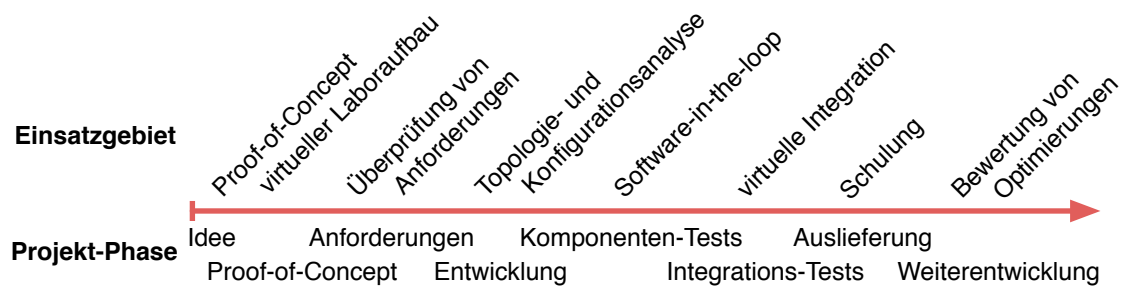 Einsatzgebiet
Proof-of-Concept
virtueller Laboraufbau
Überprüfung von
Anforderungen
Topologie- und
Konfigurationsanalyse
Software-in-the-loop
virtuelle Integration
Schulung
Bewertung von
Optimierungen
Projekt-Phase
Idee
Proof-of-Concept
Anforderungen
Entwicklung
Komponenten-Tests
Integrations-Tests
Auslieferung
Weiterentwicklung